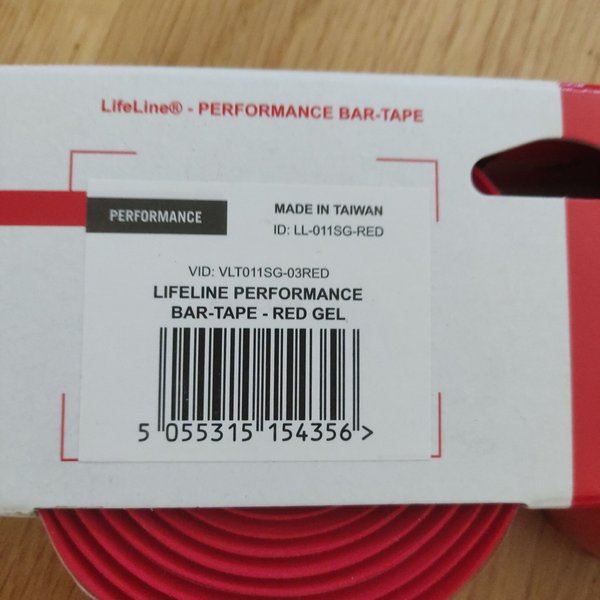 LifeLine® - PERFORMANCE BAR-TAPE
PERFORMANCE
MADE IN TAIWAN
ID: LL-011SG-RED
VID: VLT011SG-03RED
LIFELINE PERFORMANCE
BAR-TAPE - RED GEL
5 055315 154356 >